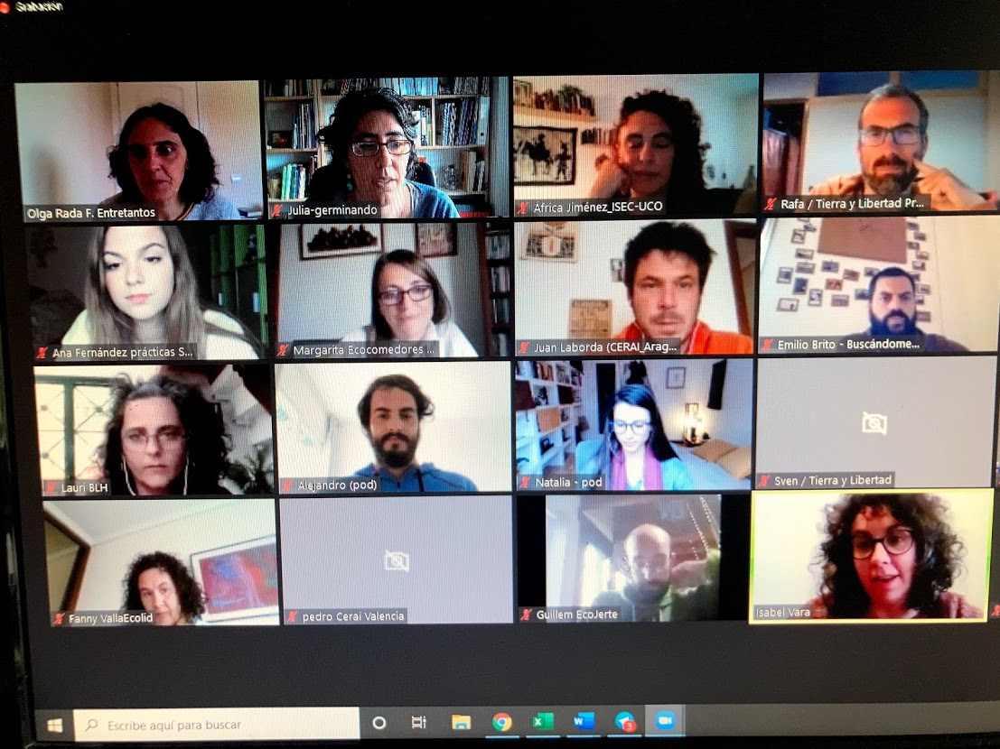 Grabación
Olga Rada F. Entretantos
Julia-germinando
África Jiménez_ISEC-UCO
Rafa / Tierra y Libertad Pr...
Ana Fernández prácticas S...
Margarita Ecocomedores ...
Juan Laborda (CERAI_Arag...
Emilio Brito - Buscándome...
Lauri BLH
Alejandro (pod)
Natalia - pod
Sven / Tierra y Libertad
Fanny VallaEcolid
pedro Cerai Valencia
Guillem EcoJerte
Isabel Vara
Escribe aquí para buscar
3